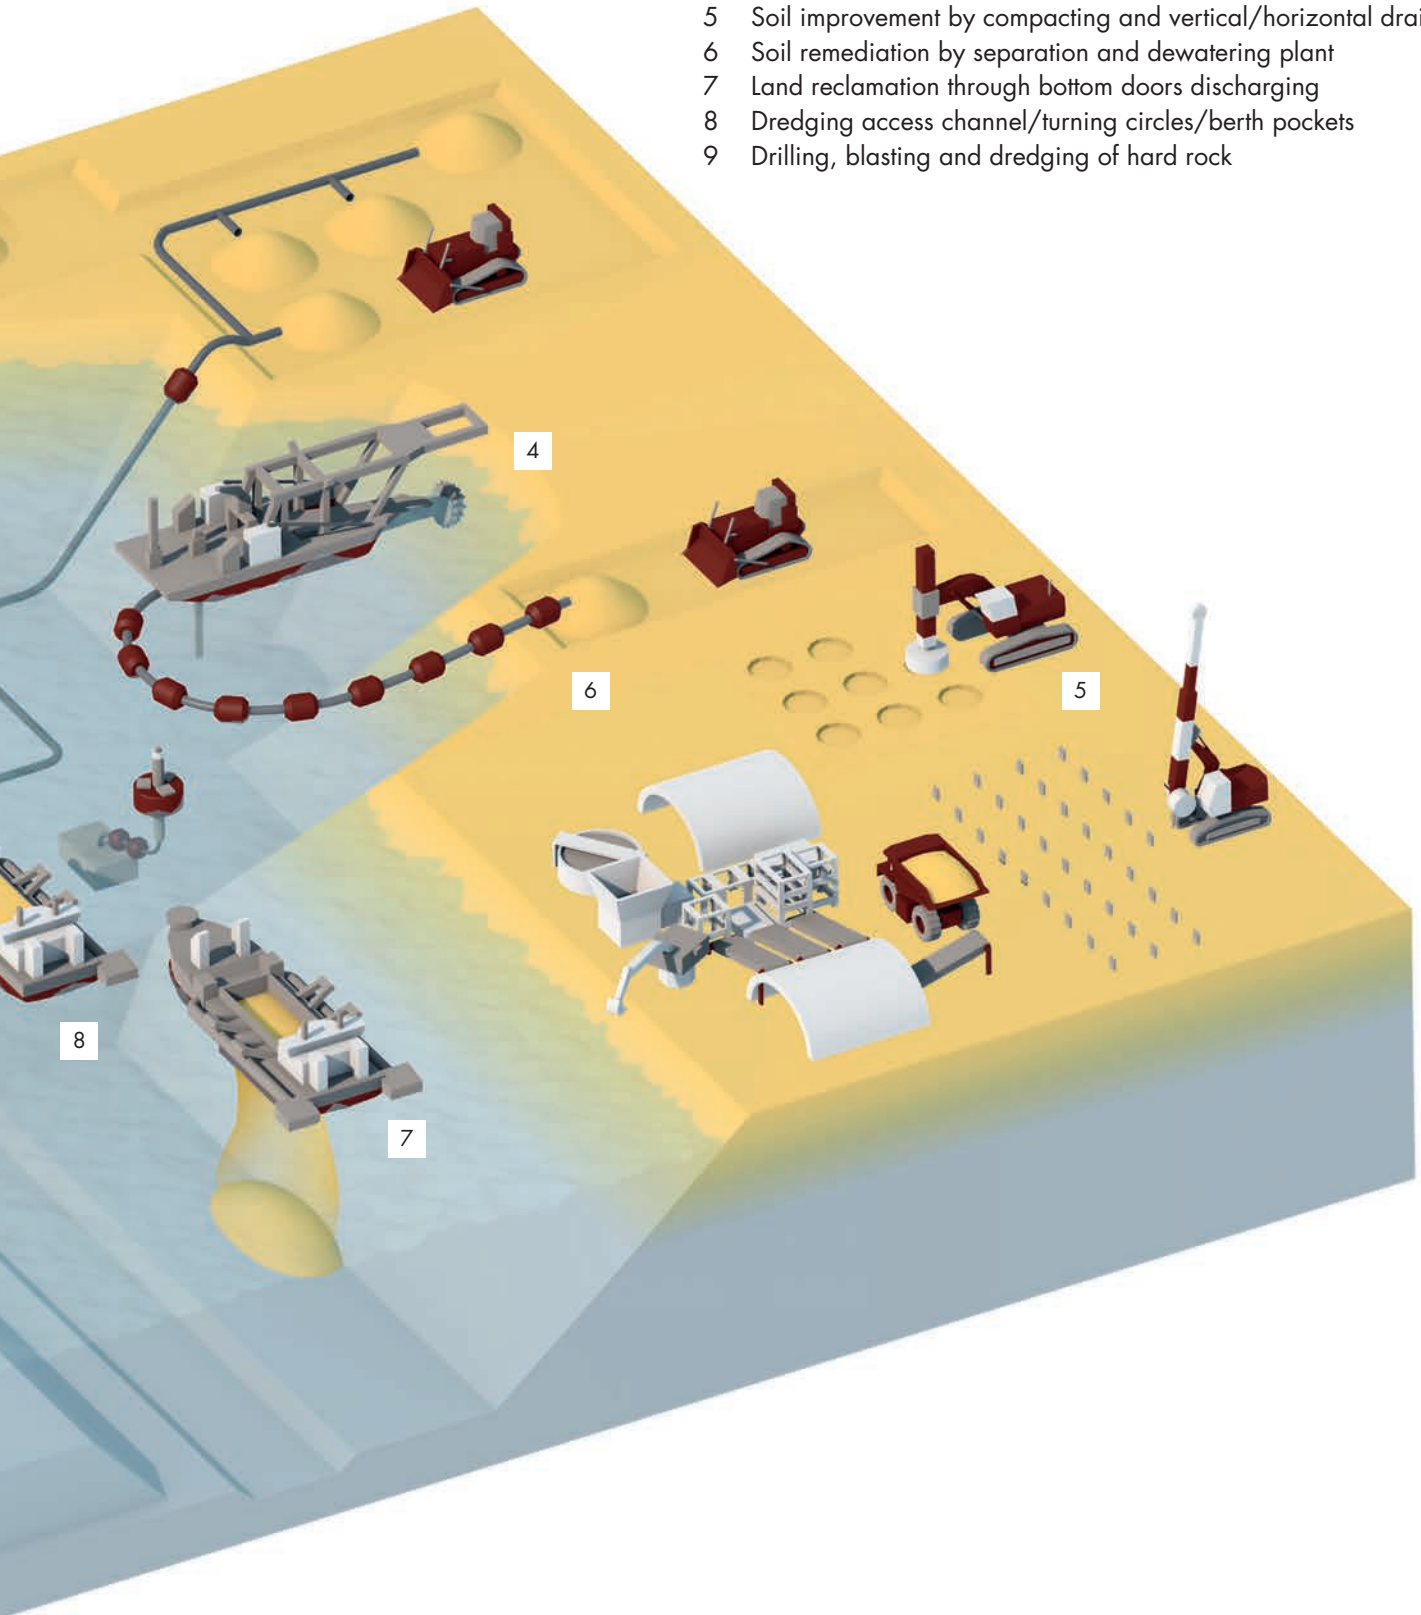 5 Soil improvement by compacting and vertical/horizontal
6 Soil remediation by separation and dewatering plant
7 Land reclamation through bottom doors discharging
8 Dredging access channel/turning circles/berth pockets
9 Drilling, blasting and dredging of hard rock
4
6
5
8
7